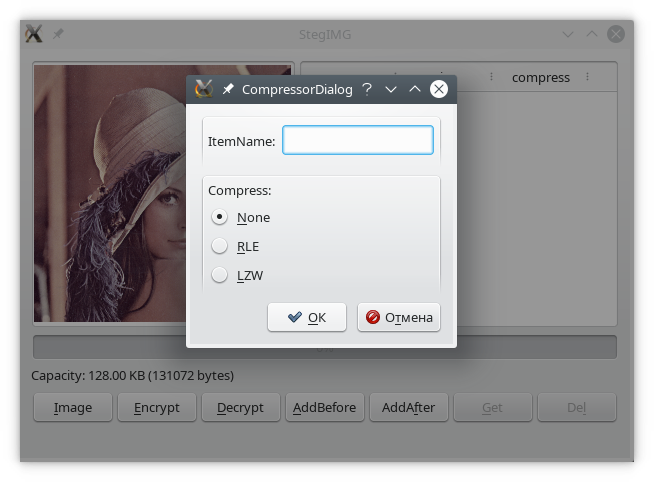 StegIMG
compress
CompressorDialog
ItemName:
Compress:
None
RLE
LZW
ОК
Отмена
Capacity: 128.00 KB (131072 bytes)
Image Encrypt Decrypt AddBefore AddAfter Get Del